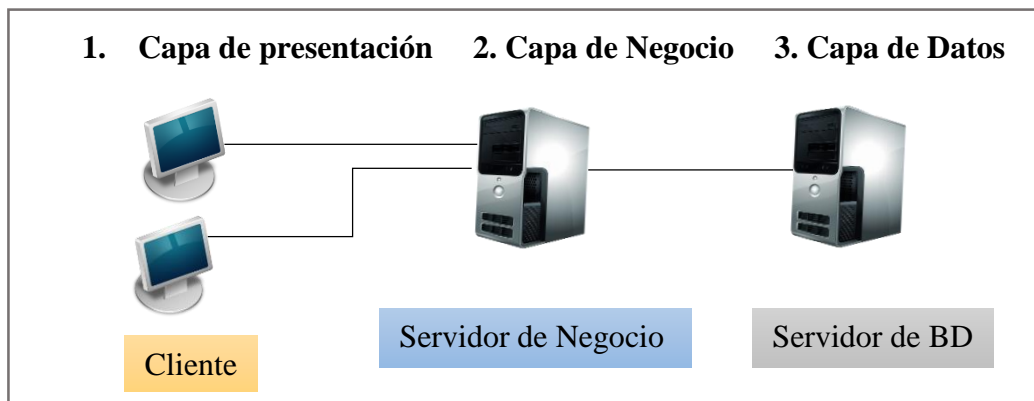 1. Capa de presentación 2. Capa de Negocio 3. Capa de Datos
Cliente
Servidor de Negocio
Servidor de BD